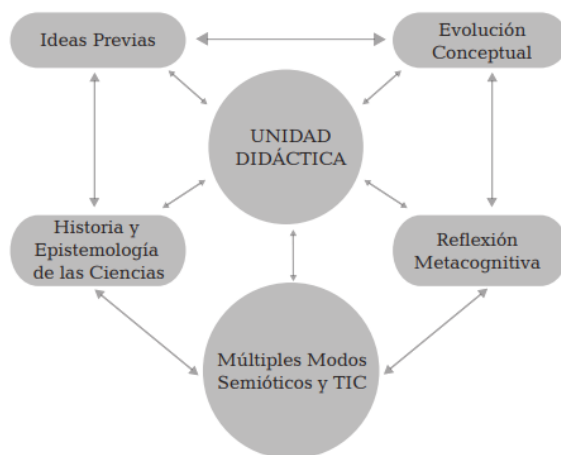 Ideas Previas
Evolución
Conceptual
UNIDAD
DIDÁCTICA
Historia y
Epistemología
de las Ciencias
Reflexión
Metacognitiva
Múltiples Modos
Semióticos y TIC